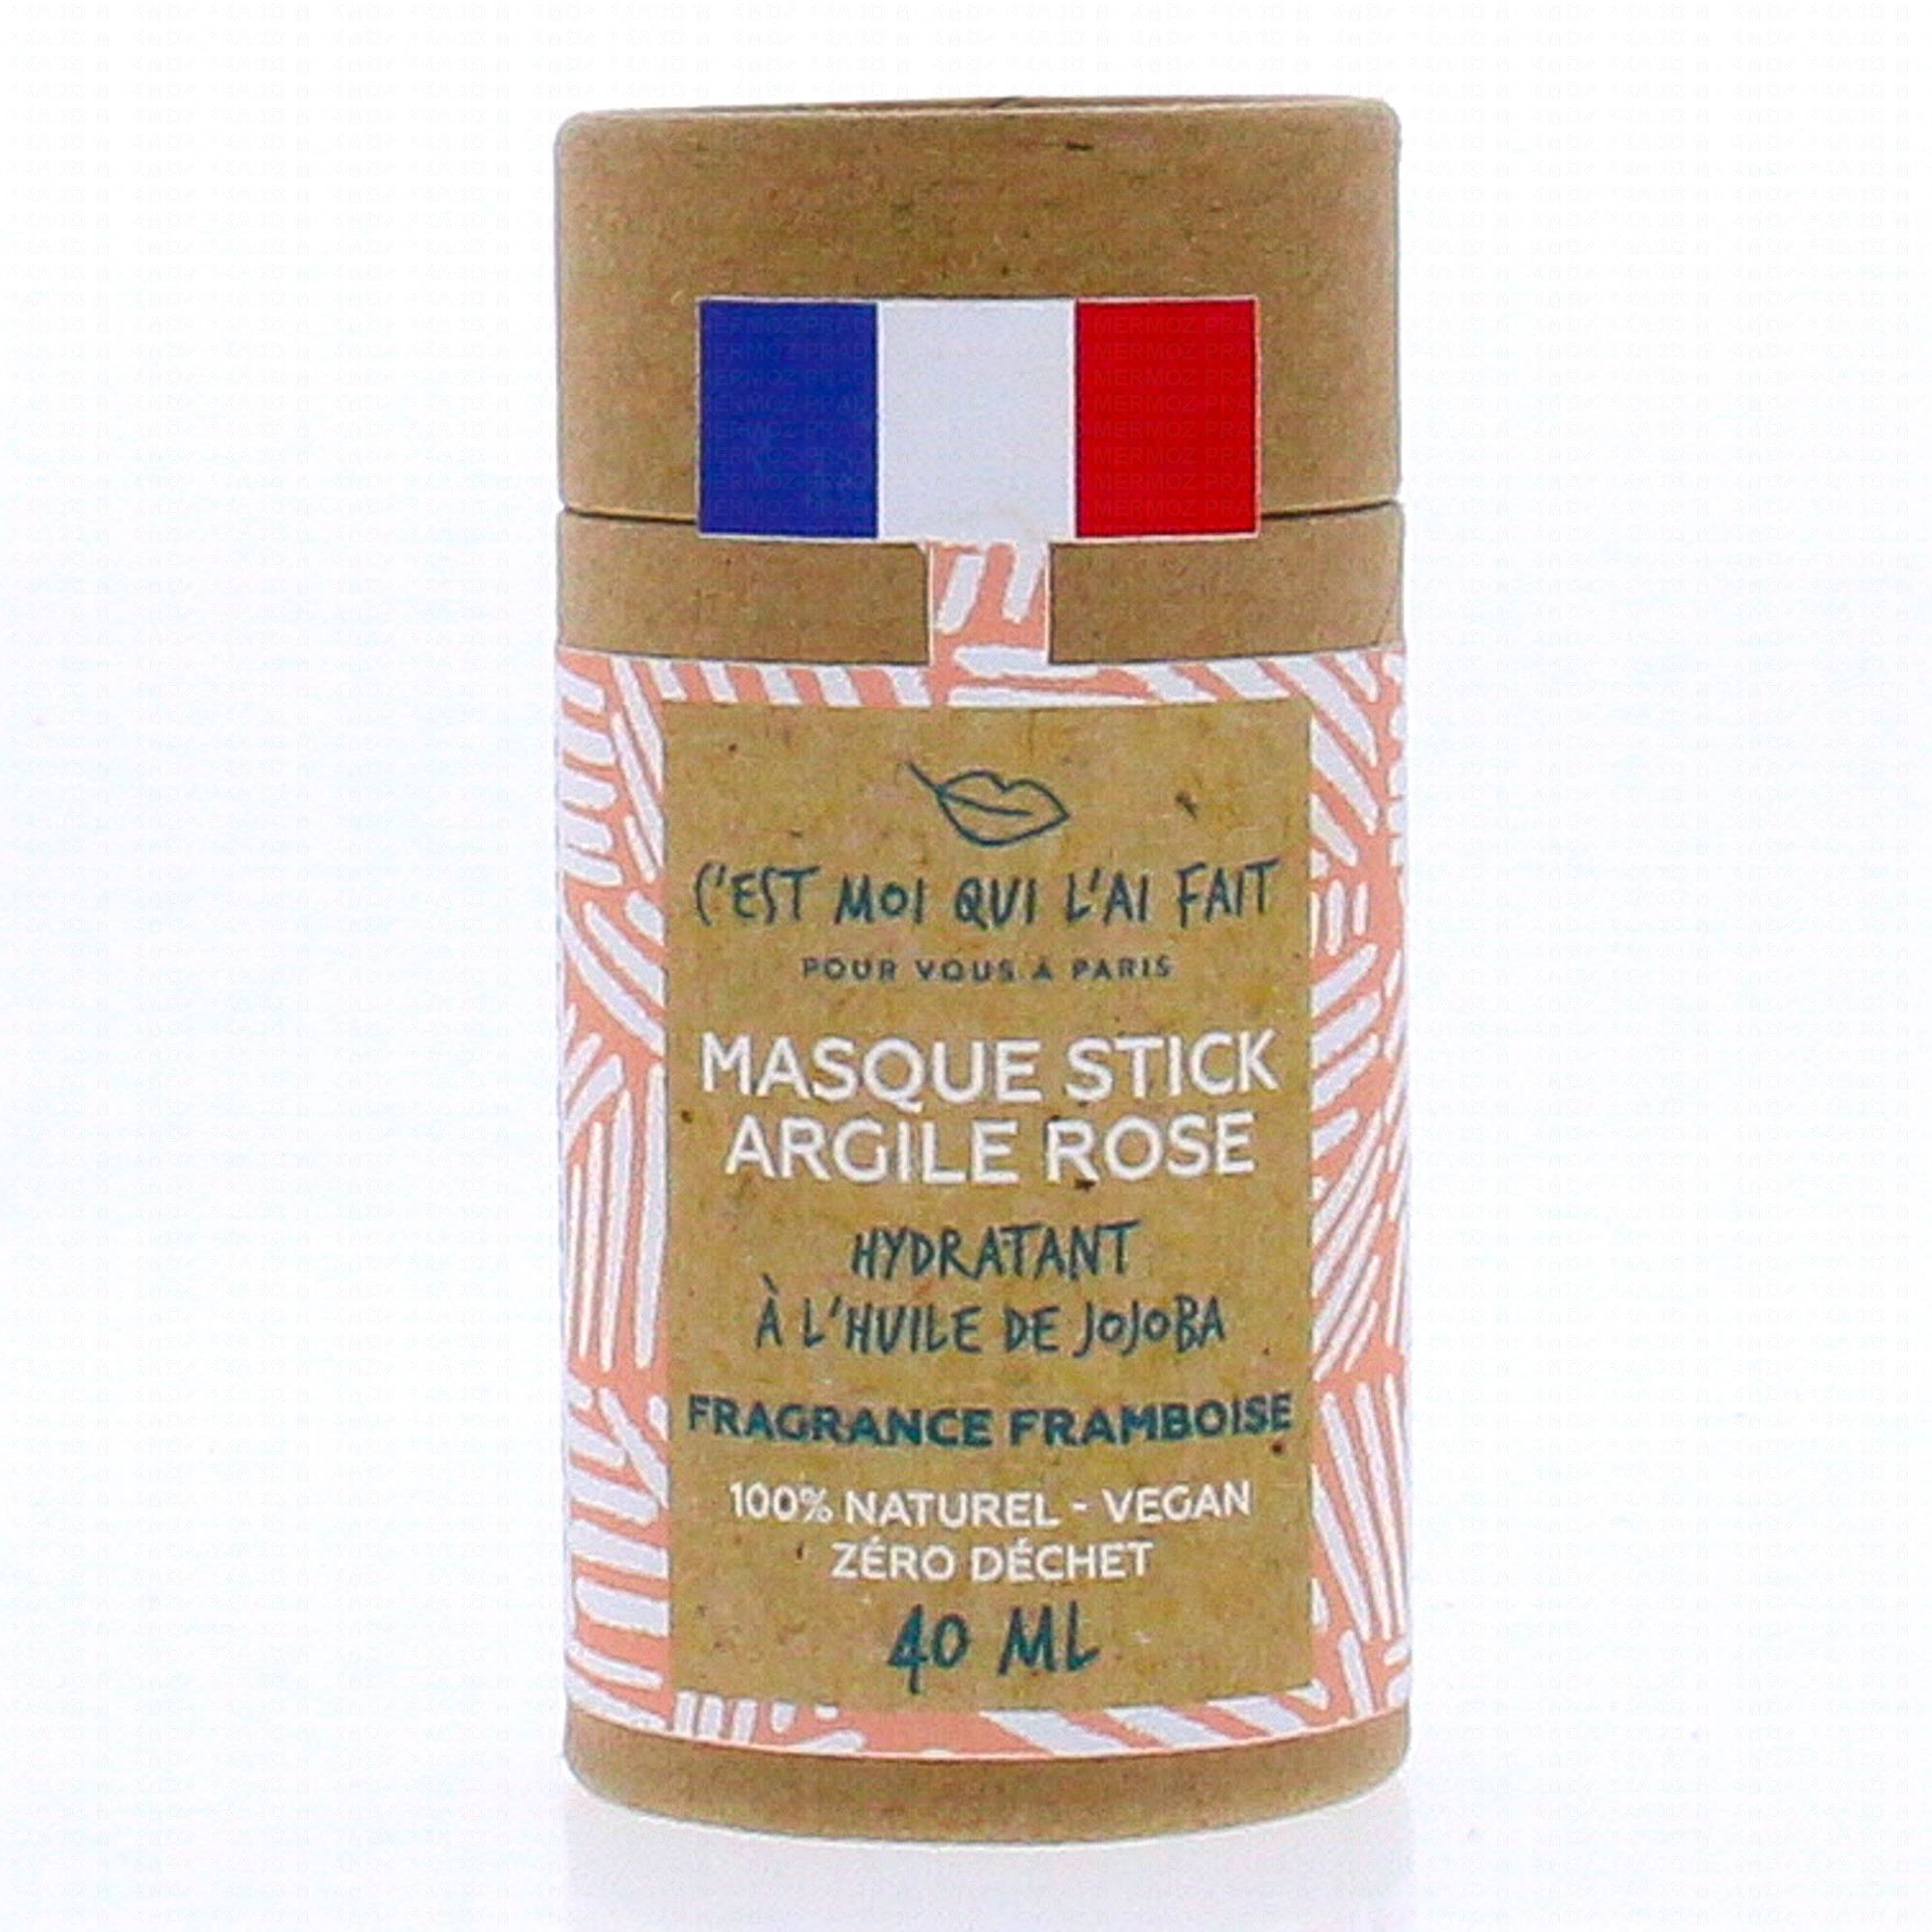 C'EST MOI QUI L'AI FAIT
POUR VOUS À PARIS
MASQUE STICK
ARGILE ROSE
HYDRATANT
À L'HUILE DE JOJOBA
FRAGRANCE FRAMBOISE
100% NATUREL - VEGAN
ZÉRO DÉCHET
40 ML